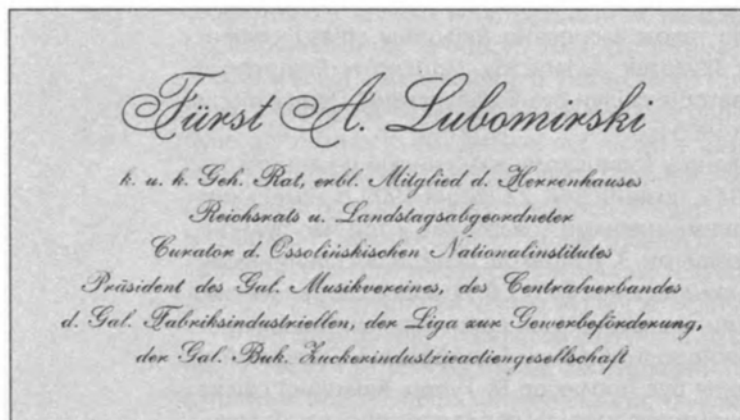 Fürst A. Lubomirski
k. u. k. Geh. Rat, erbl. Mitglied d. Herrenhauses
Reichsrats u. Landstagsabgeordneter
Curator d. Ossolińskischen Nationalinstitutes
Präsident des Gal. Musikvereines, des Centralverbandes
d. Gal. Fabriksindustriellen, der Liga zur Gewerbeförderung,
der Gal. Buk. Zuckerindustrieactiengesellschaft